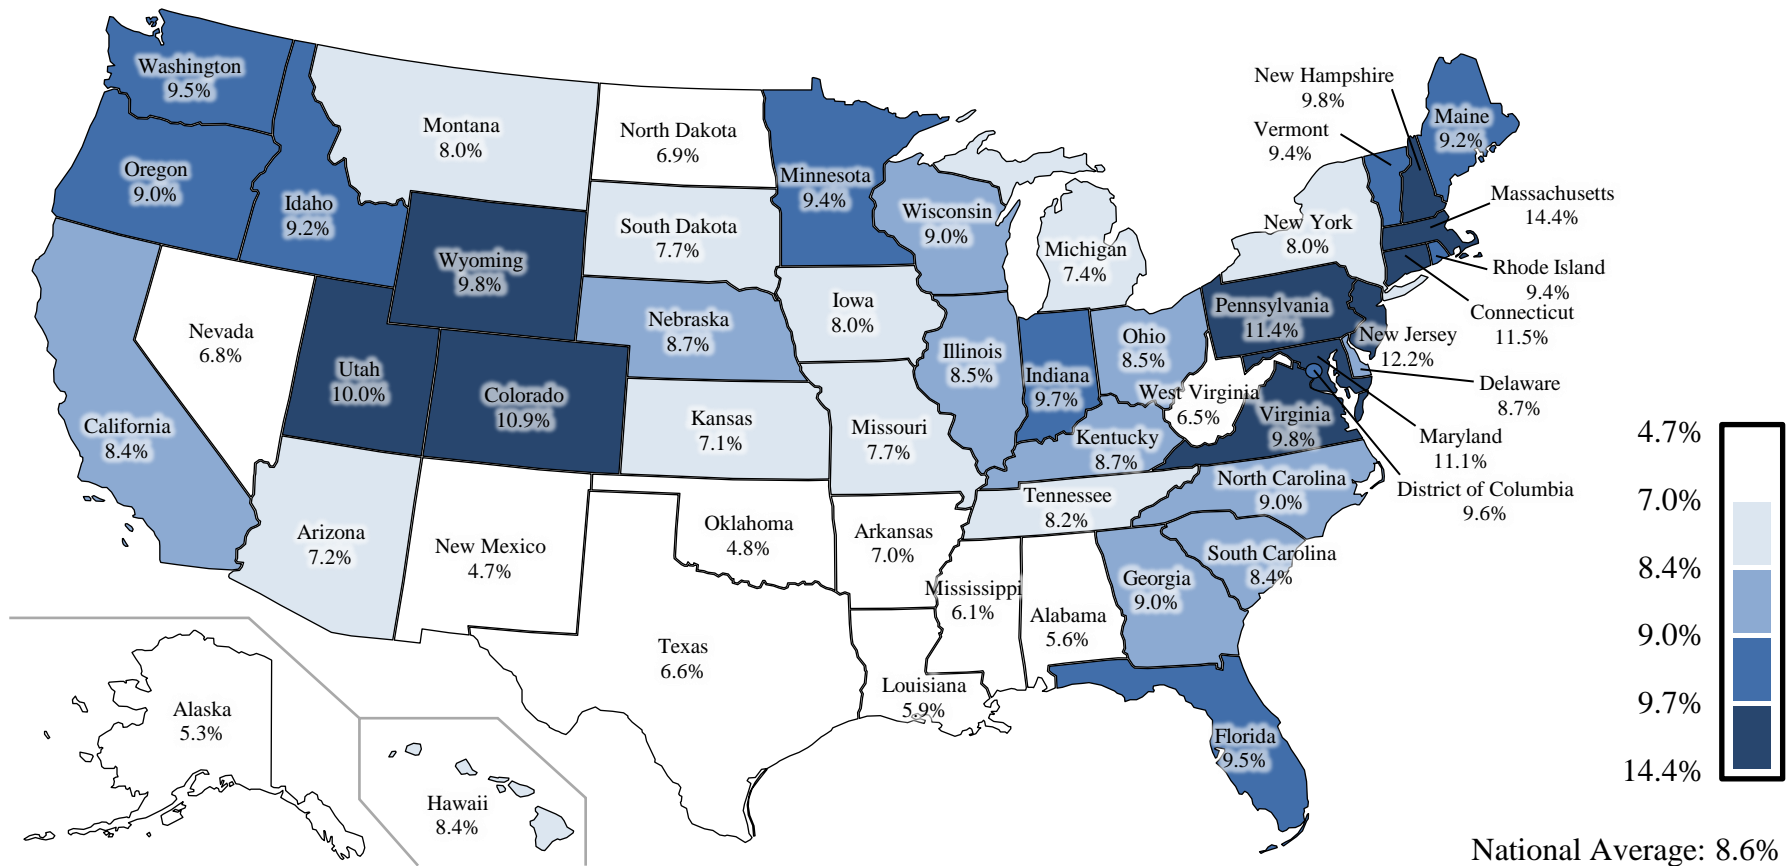 Washington
9.5%
Oregon
9.0%
Idaho
9.2%
Montana
8.0%
Wyoming
9.8%
North Dakota
6.9%
South Dakota
7.7%
Minnesota
9.4%
Wisconsin
9.0%
Michigan
7.4%
New York
8.0%
New Hampshire
9.8%
Vermont
9.4%
Maine
9.2%
Massachusetts
14.4%
Rhode Island
9.4%
Connecticut
11.5%
New Jersey
12.2%
Delaware
8.7%
Maryland
11.1%
District of Columbia
9.6%
Pennsylvania
11.4%
Nevada
6.8%
Utah
10.0%
Colorado
10.9%
California
8.4%
Nebraska
8.7%
Iowa
8.0%
Illinois
8.5%
Indiana
9.7%
Ohio
8.5%
West Virginia
6.5%
Virginia
9.8%
Kansas
7.1%
Missouri
7.7%
Kentucky
8.7%
North Carolina
9.0%
Tennessee
8.2%
South Carolina
8.4%
Arizona
7.2%
New Mexico
4.7%
Oklahoma
4.8%
Arkansas
7.0%
Mississippi
6.1%
Alabama
5.6%
Georgia
9.0%
Texas
6.6%
Louisiana
5.9%
Florida
9.5%
Alaska
5.3%
Hawaii
8.4%
4.7%
7.0%
8.4%
9.0%
9.7%
14.4%
National Average: 8.6%